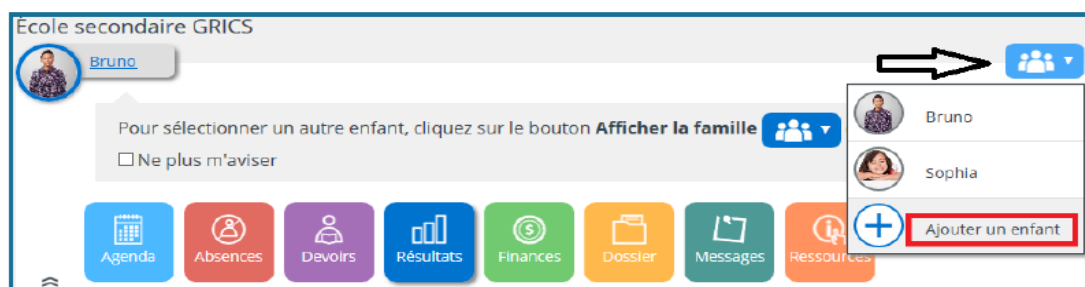 École secondaire GRICS
Bruno
Pour sélectionner un autre enfant, cliquez sur le bouton Afficher la famille
Ne plus m'aviser
Bruno
Sophia
Ajouter un enfant
Agenda
Absences
Devoirs
Résultats
Finances
Dossier
Messages
Ressources